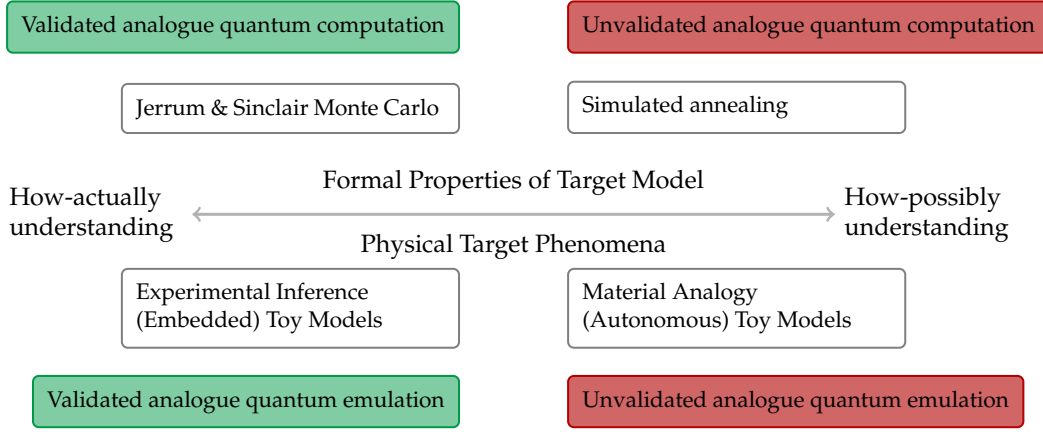 Validated analogue quantum computation
Unvalidated analogue quantum computation
Jerrum & Sinclair Monte Carlo
Simulated annealing
Formal Properties of Target Model
How-actually
understanding
How-possibly
understanding
Physical Target Phenomena
Experimental Inference
(Embedded) Toy Models
Material Analogy
(Autonomous) Toy Models
Validated analogue quantum emulation
Unvalidated analogue quantum emulation